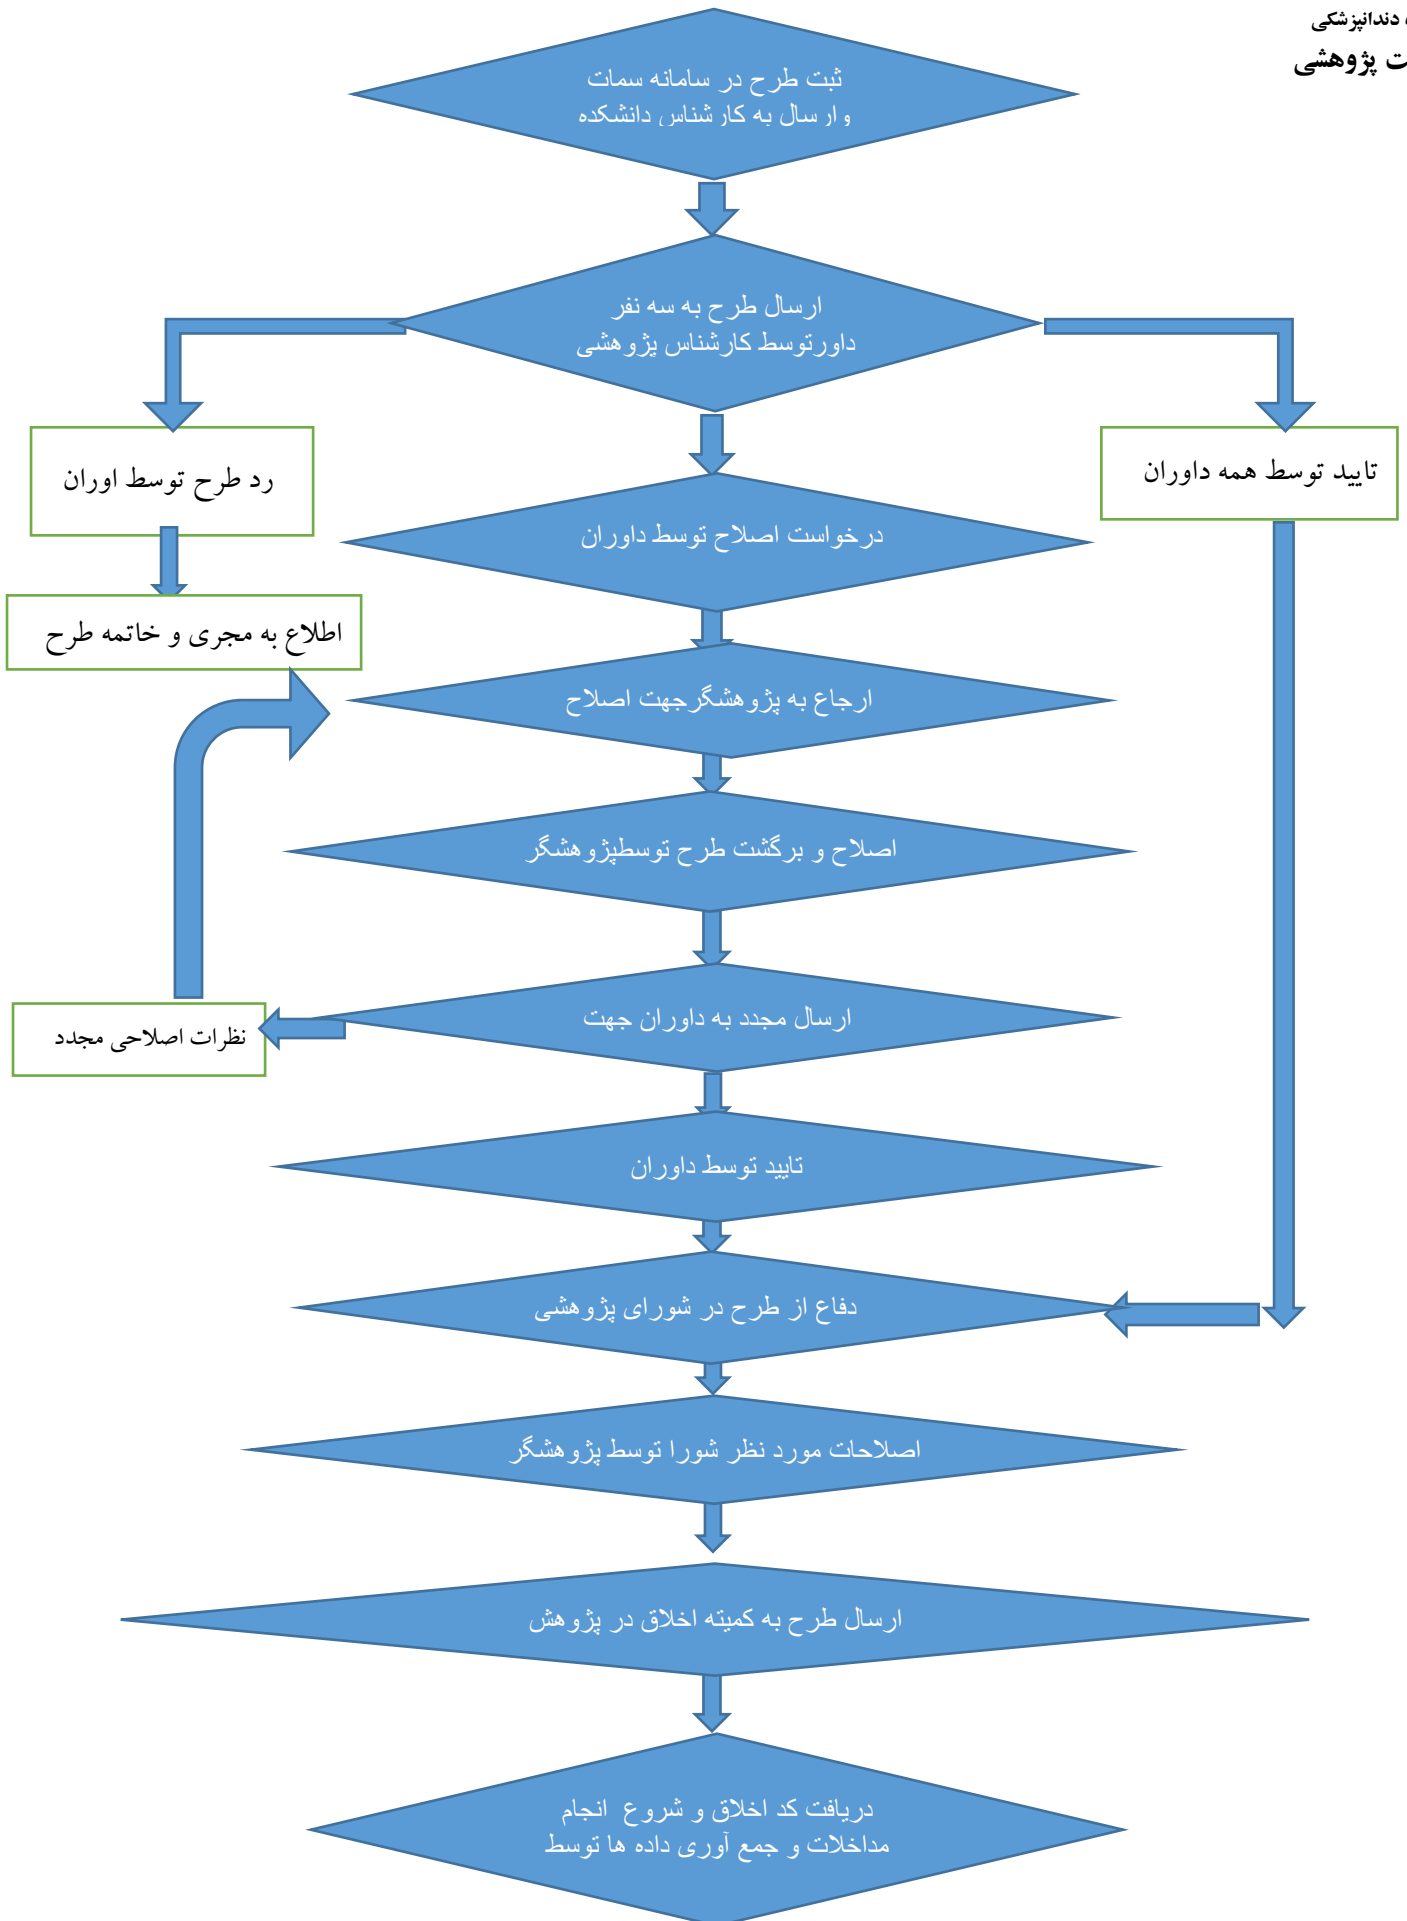 دندانپزشکی
پژوهشی
ثبت طرح در سامانه سمات
وارسال به کارشناس دانشکده
ارسال طرح به سه نفر
داورتوسط کارشناس پژوهشی
رد طرح توسط اوران
تایید توسط همه داوران
درخواست اصلاح توسط داوران
اطلاع به مجری و خاتمه طرح
ارجاع به پژوهشگرجهت اصلاح
اصلاح و برگشت طرح توسطپژوهشگر
ارسال مجدد به داوران جهت
نظرات اصلاحی مجدد
تایید توسط داوران
دفاع از طرح در شورای پژوهشی
اصلاحات مورد نظر شورا توسط پژوهشگر
ارسال طرح به کمیته اخلاق در پژوهش
دریافت کد اخلاق و شروع انجام
مداخلات و جمع آوری داده ها توسط